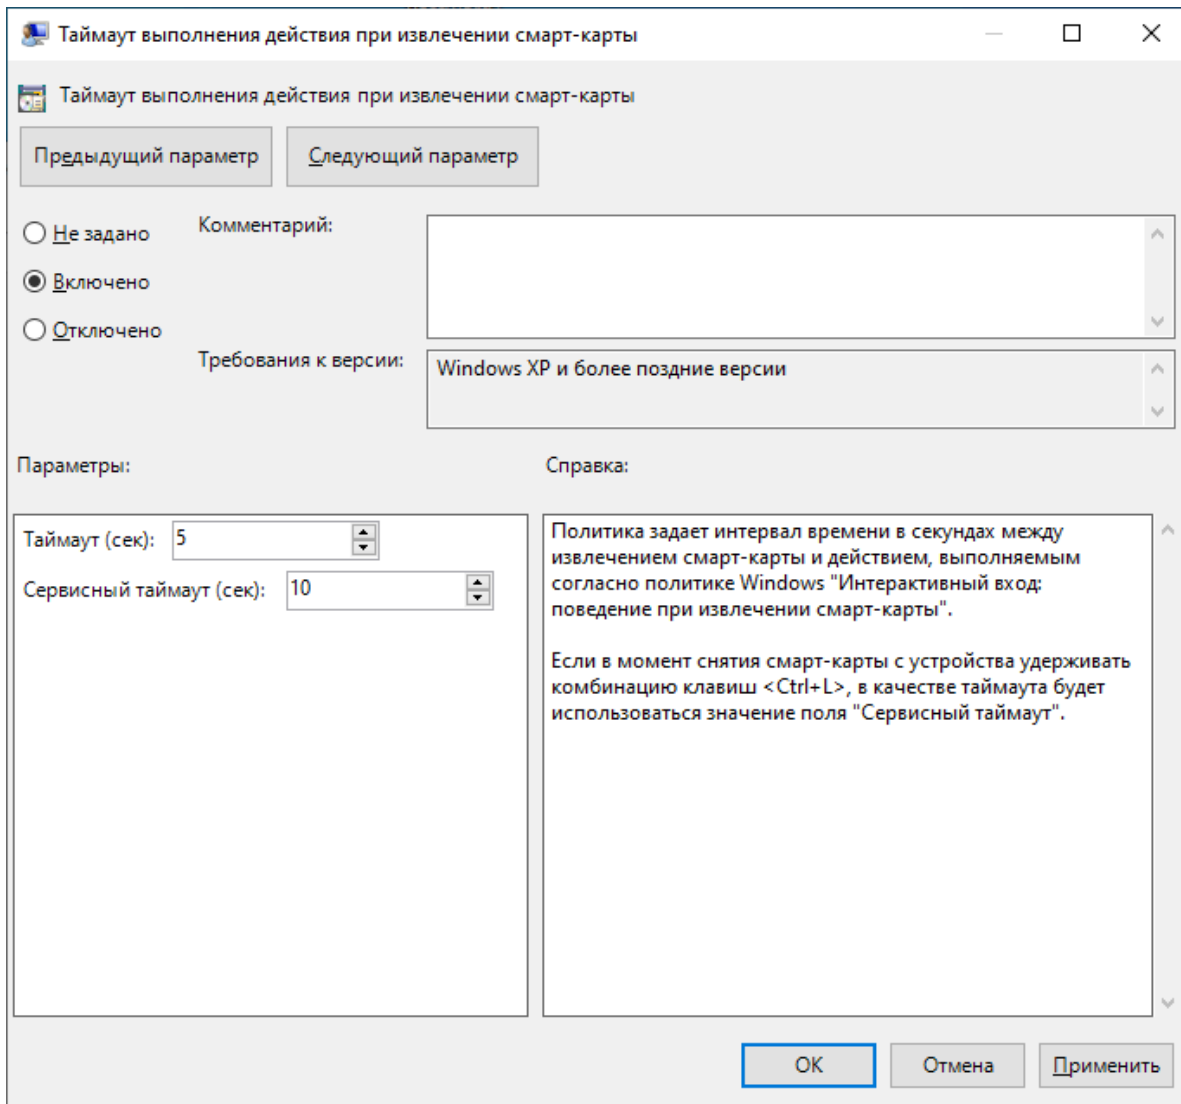 Таймаут выполнения действия при извлечении смарт-карты
Таймаут выполнения действия при извлечении смарт-карты
Предыдущий параметр
Следующий параметр
Не задано
Включено
Отключено
Комментарий:
Требования к версии:
Windows XP и более поздние версии
Параметры:
Справка:
Таймаут (сек): 5
Сервисный таймаут (сек): 10
Политика задает интервал времени в секундах между
извлечением смарт-карты и действием, выполняемым
согласно политике Windows "Интерактивный вход:
поведение при извлечении смарт-карты".
Если в момент снятия смарт-карты с устройства удерживать
комбинацию клавиш <Ctrl+L>, в качестве таймаута будет
использоваться значение поля "Сервисный таймаут".
ОК
Отмена
Применить